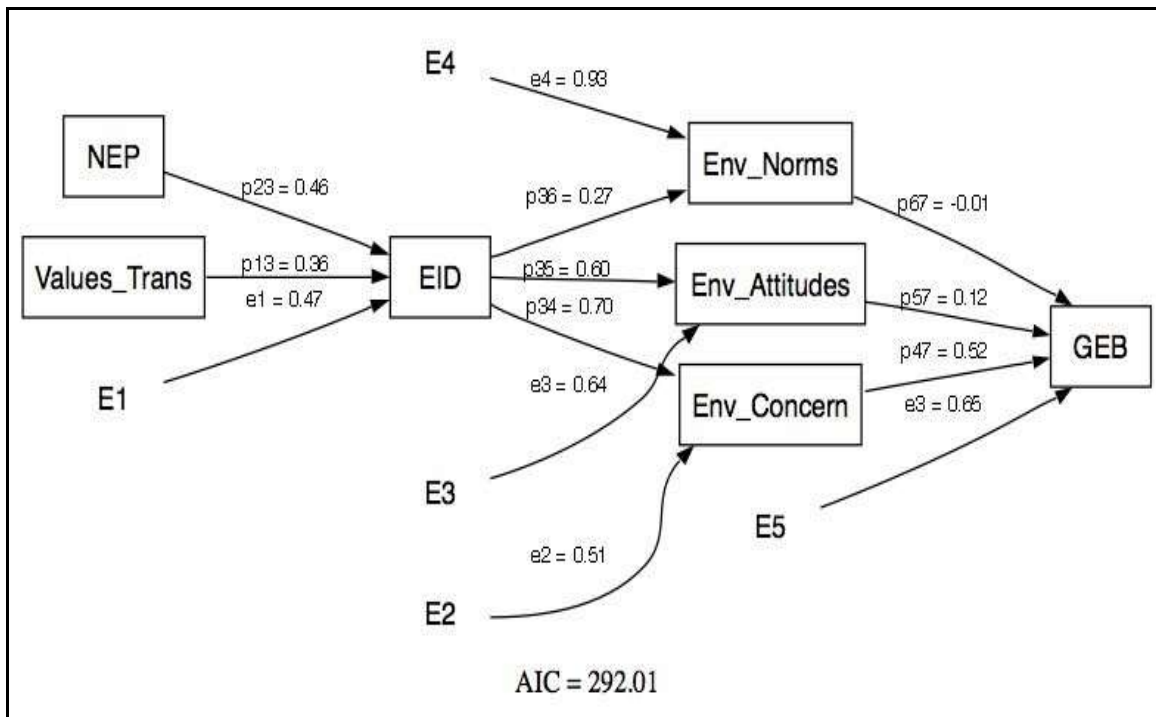 E4
e4 = 0.93
NEP
Env_Norms
p23 = 0.46
p36 = 0.27
p67 = -0.01
Values_Trans
p13 = 0.36
EID
p35 = 0.60
Env_Attitudes
e1 = 0.47
p34 = 0.70
p57 = 0.12
GEB
p47 = 0.52
E1
e3 = 0.64
Env_Concern
e3 = 0.65
E3
E5
e2 = 0.51
E2
AIC = 292.01